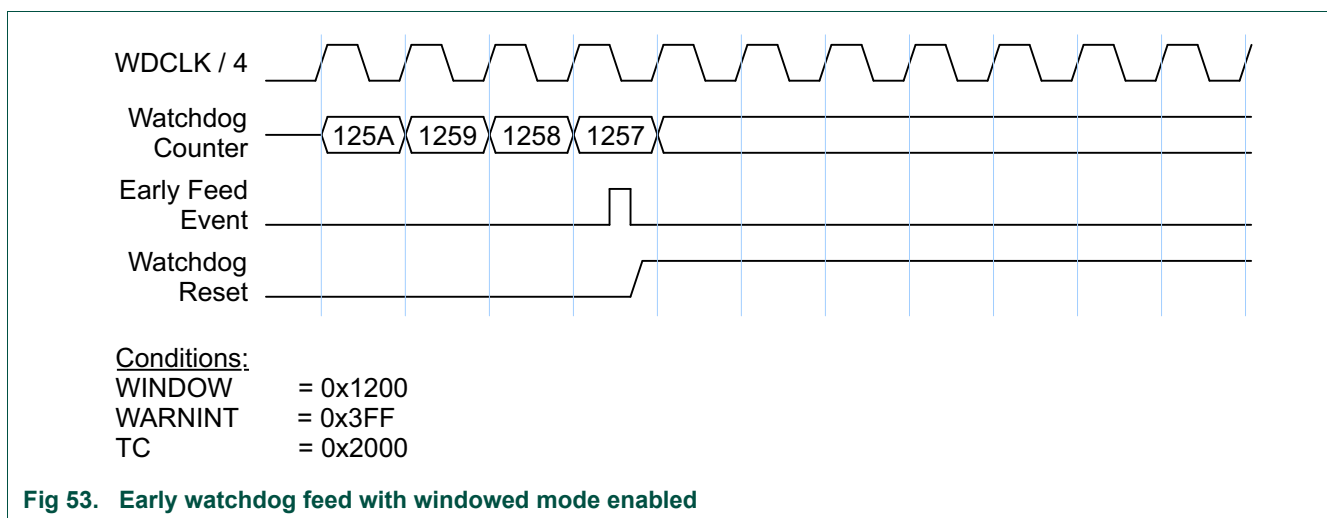 WDCLK / 4
Watchdog
Counter
125A 1259 1258 1257
Early Feed
Event
Watchdog
Reset
Conditions:
WINDOW = 0x1200
WARNINT = 0x3FF
TC = 0x2000
Fig 53. Early watchdog feed with windowed mode enabled